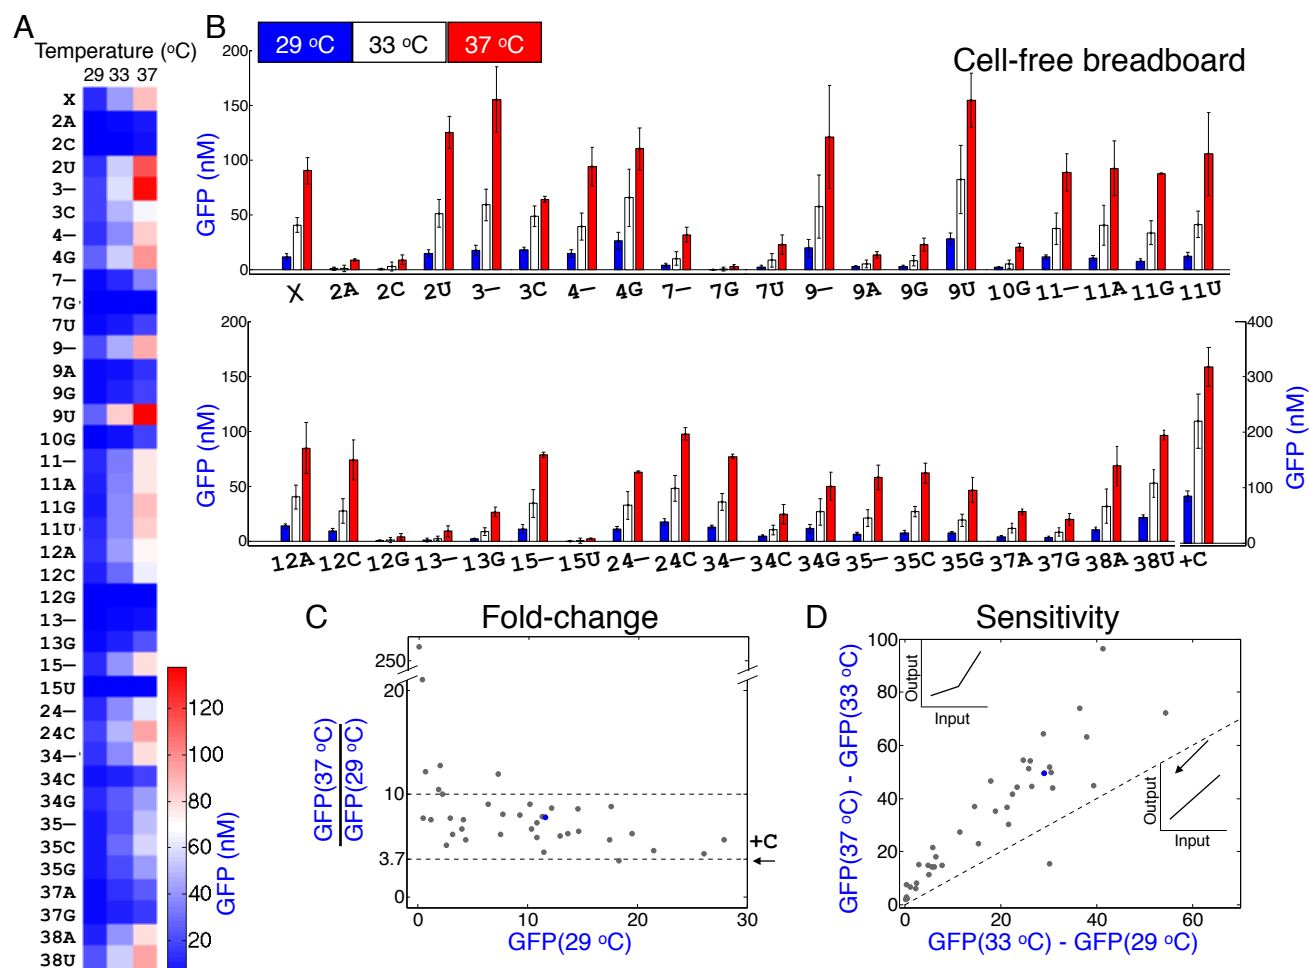 A
Temperature (ºC)
29 33 37
X
2A
2C
2U
3–
3C
4–
4G
7–
7G
7U
9–
9A
9G
9U
10G
11–
11A
11G
11U
12A
12C
12G
13–
13G
15–
15U
24–
24C
34–
34C
34G
35–
35C
35G
37A
37G
38A
38U
120
100
80
60
40
20
GFP (nM)
B
29 ºC 33 ºC 37 ºC
Cell-free breadboard
GFP (nM)
200
150
100
50
0
X 2A 2C 2U 3– 3C 4– 4G 7– 7G 7U 9– 9A 9G 9U 10G 11– 11A 11G 11U
GFP (nM)
200
150
100
50
0
12A 12C 12G 13– 13G 15– 15U 24– 24C 34– 34C 34G 35– 35C 35G 37A 37G 38A 38U +C
400
300
200
100
0
GFP (nM)
C Fold-change
GFP(37 ºC)
GFP(29 ºC)
250
20
10
3.7
0
+C
0 10 20 30
GFP(29 ºC)
D Sensitivity
GFP(37 ºC) - GFP(33 ºC)
100
80
60
40
20
0
Output
Input
Output
Input
0 20 40 60
GFP(33 ºC) - GFP(29 ºC)